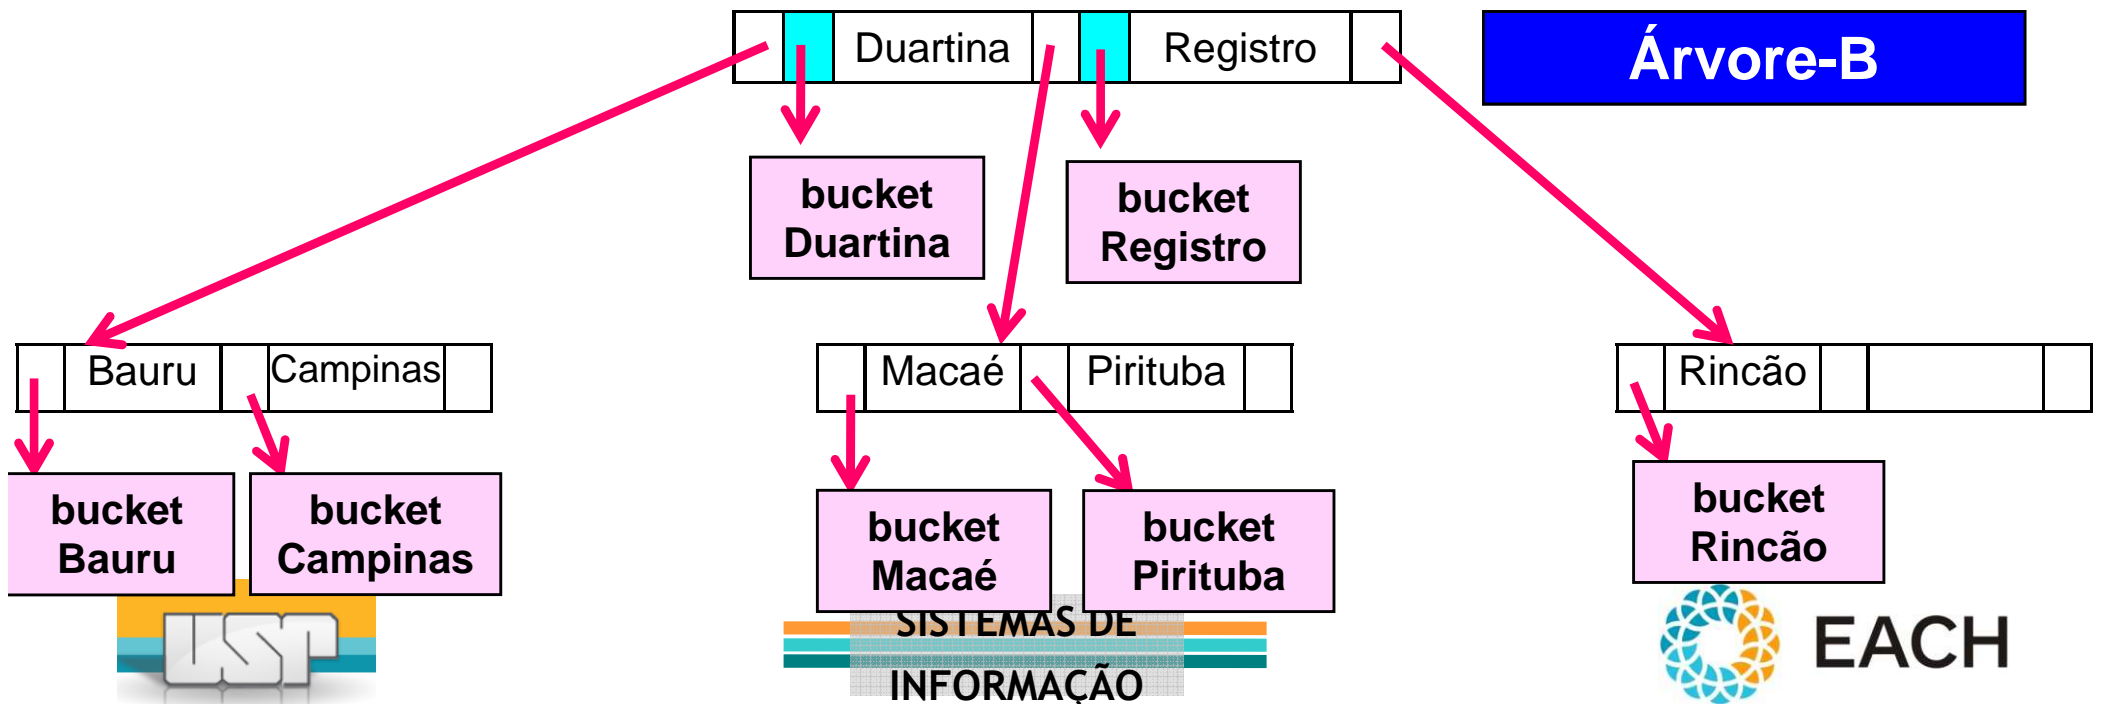 Duartina Registro
Árvore-B
bucket
Duartina
bucket
Registro
Bauru Campinas
Macaé Pirituba
Rincão
bucket
Bauru
bucket
Campinas
bucket
Macaé
bucket
Pirituba
bucket
Rincão
USP
SISTEMAS DE
INFORMAÇÃO
EACH